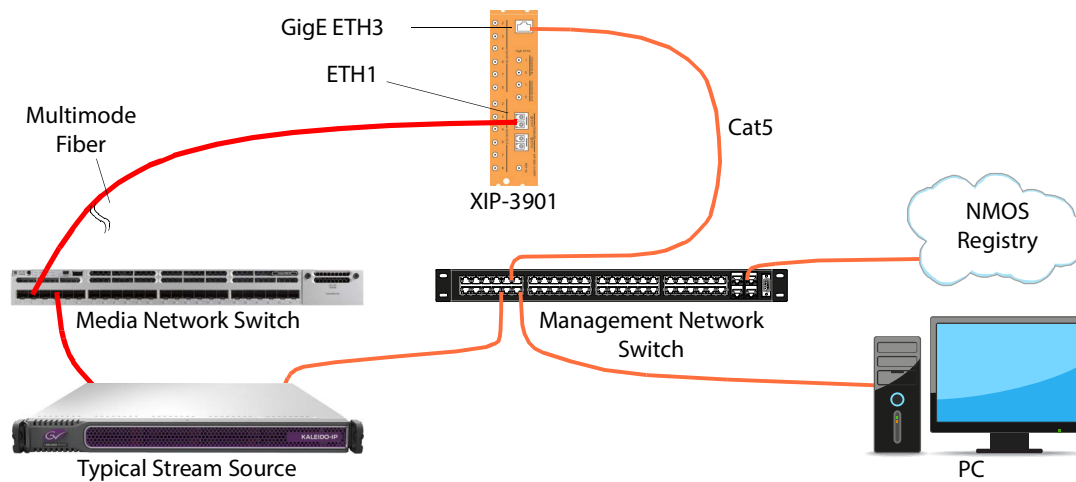 GigE ETH3
ETH1
Multimode
Fiber
Cat5
XIP-3901
NMOS
Registry
Media Network Switch
Management Network
Switch
KALEIDO-IP
Typical Stream Source
PC